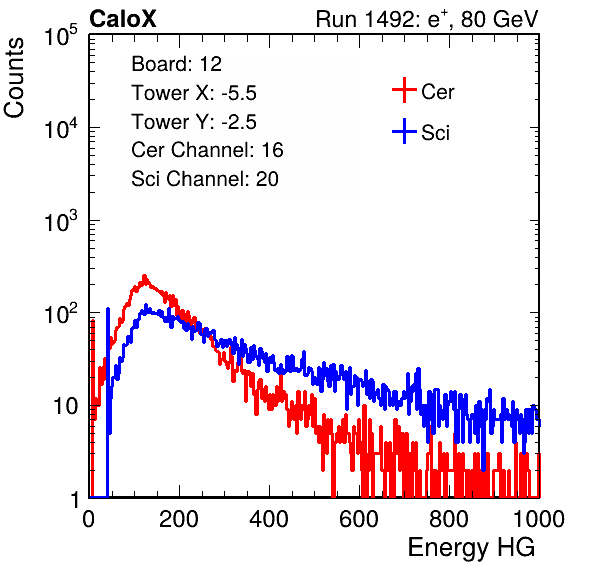 CaloX Run 1492: e+, 80 GeV
Counts
Board: 12
Tower X: -5.5
Tower Y: -2.5
Cer Channel: 16
Sci Channel: 20
Cer
Sci
10^5
10^4
10^3
10^2
10
1
0 200 400 600 800 1000
Energy HG